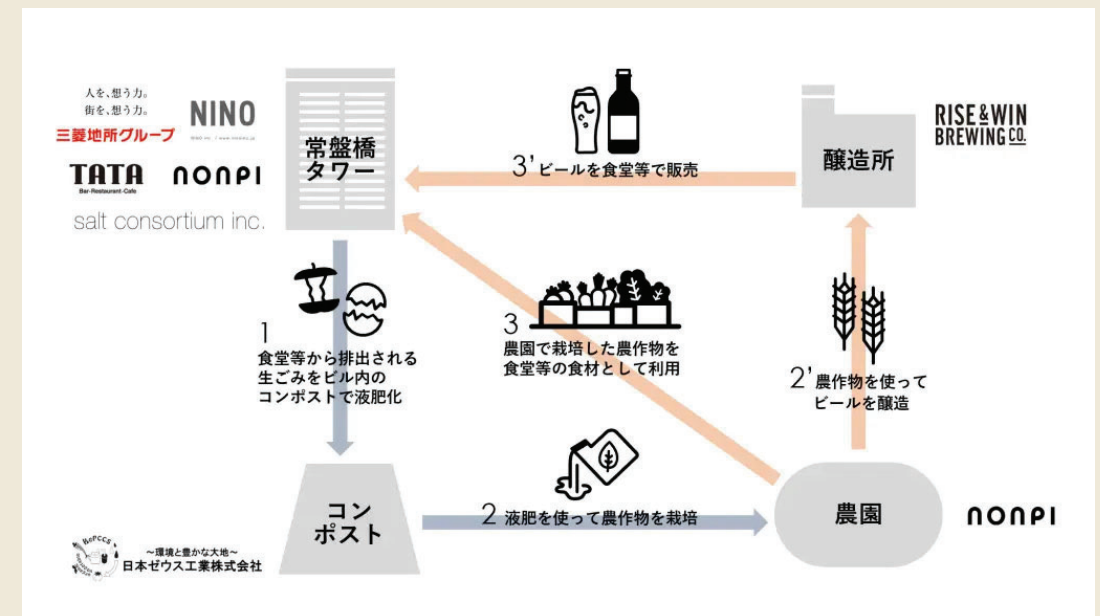 人を、想う力。
街を、想う力。
三菱地所グループ
NINO
TATA
Bar・Restaurant・Cafe
nonpi
salt consortium inc.
常盤橋
タワー
3’ビールを食堂等で販売
醸造所
RISE&WIN
BREWING CO.
1
食堂等から排出される
生ごみをビル内の
コンポストで液肥化
3
農園で栽培した農作物を
食堂等の食材として利用
2’農作物を使って
ビールを醸造
コン
ポスト
2 液肥を使って農作物を栽培
農園
nonpi
BePCCS
～環境と豊かな大地～
日本ゼウス工業株式会社